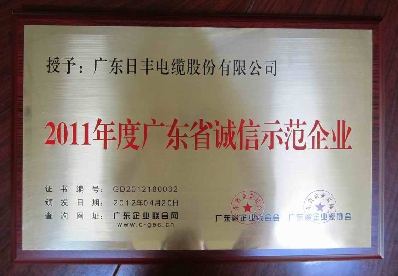 授予：广东日丰电缆股份有限公司
2011年度广东省诚信示范企业
证书编号：GD2012180032
颁发日期：2012年04月20日
查询网址：广东企业联合网
广东省企业联合会 广东省企业家协会